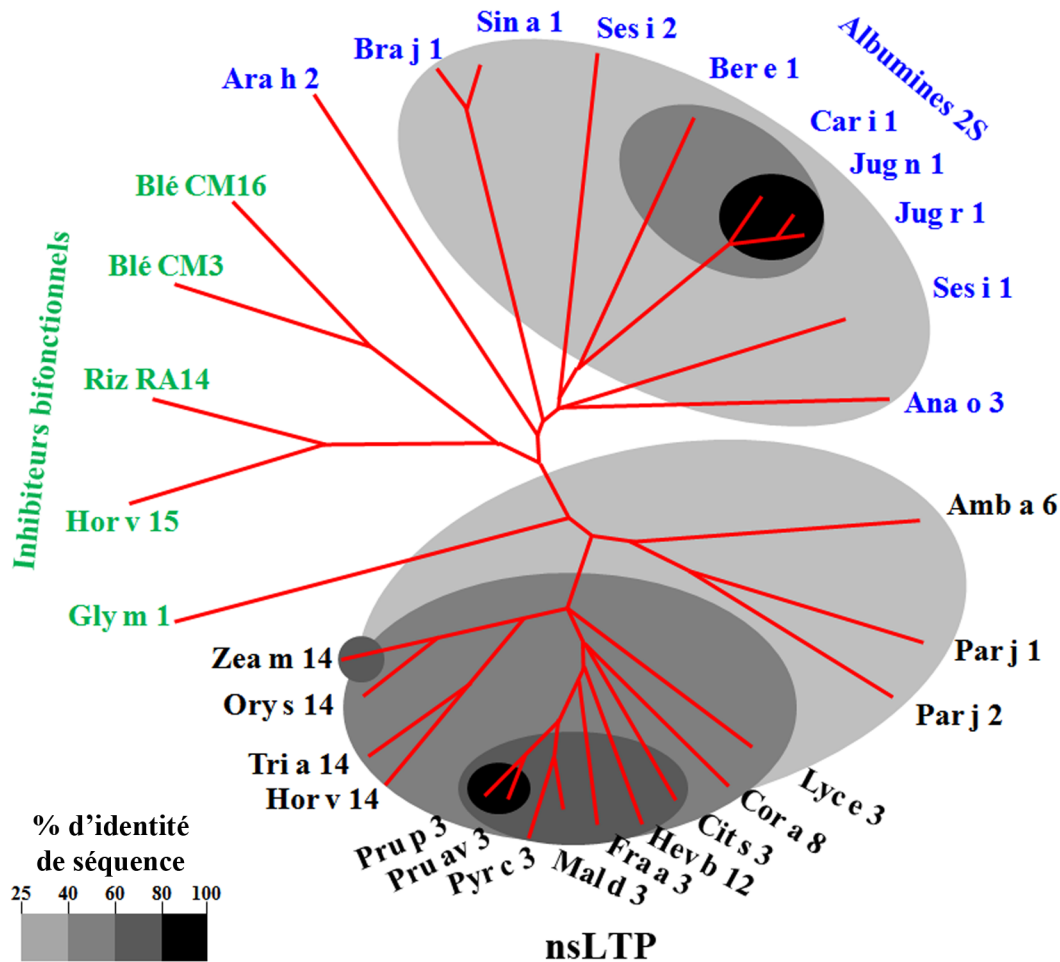 Sin a 1
Ses i 2
Bra j 1
Ber e 1
Albumines 2S
Ara h 2
Car i 1
Jug n 1
Blé CM16
Jug r 1
Blé CM3
Ses i 1
Inhibiteurs bifonctionnels
Riz RA14
Ana o 3
Hor v 15
Amb a 6
Gly m 1
Zea m 14
Par j 1
Ory s 14
Par j 2
Tri a 14
Hor v 14
Lyc e 3
Cor a 8
Cit s 3
Hev b 12
Fra a 3
Mal d 3
Pyr c 3
Pru av 3
Pru p 3
% d’identité
de séquence
25 40 60 80 100
nsLTP